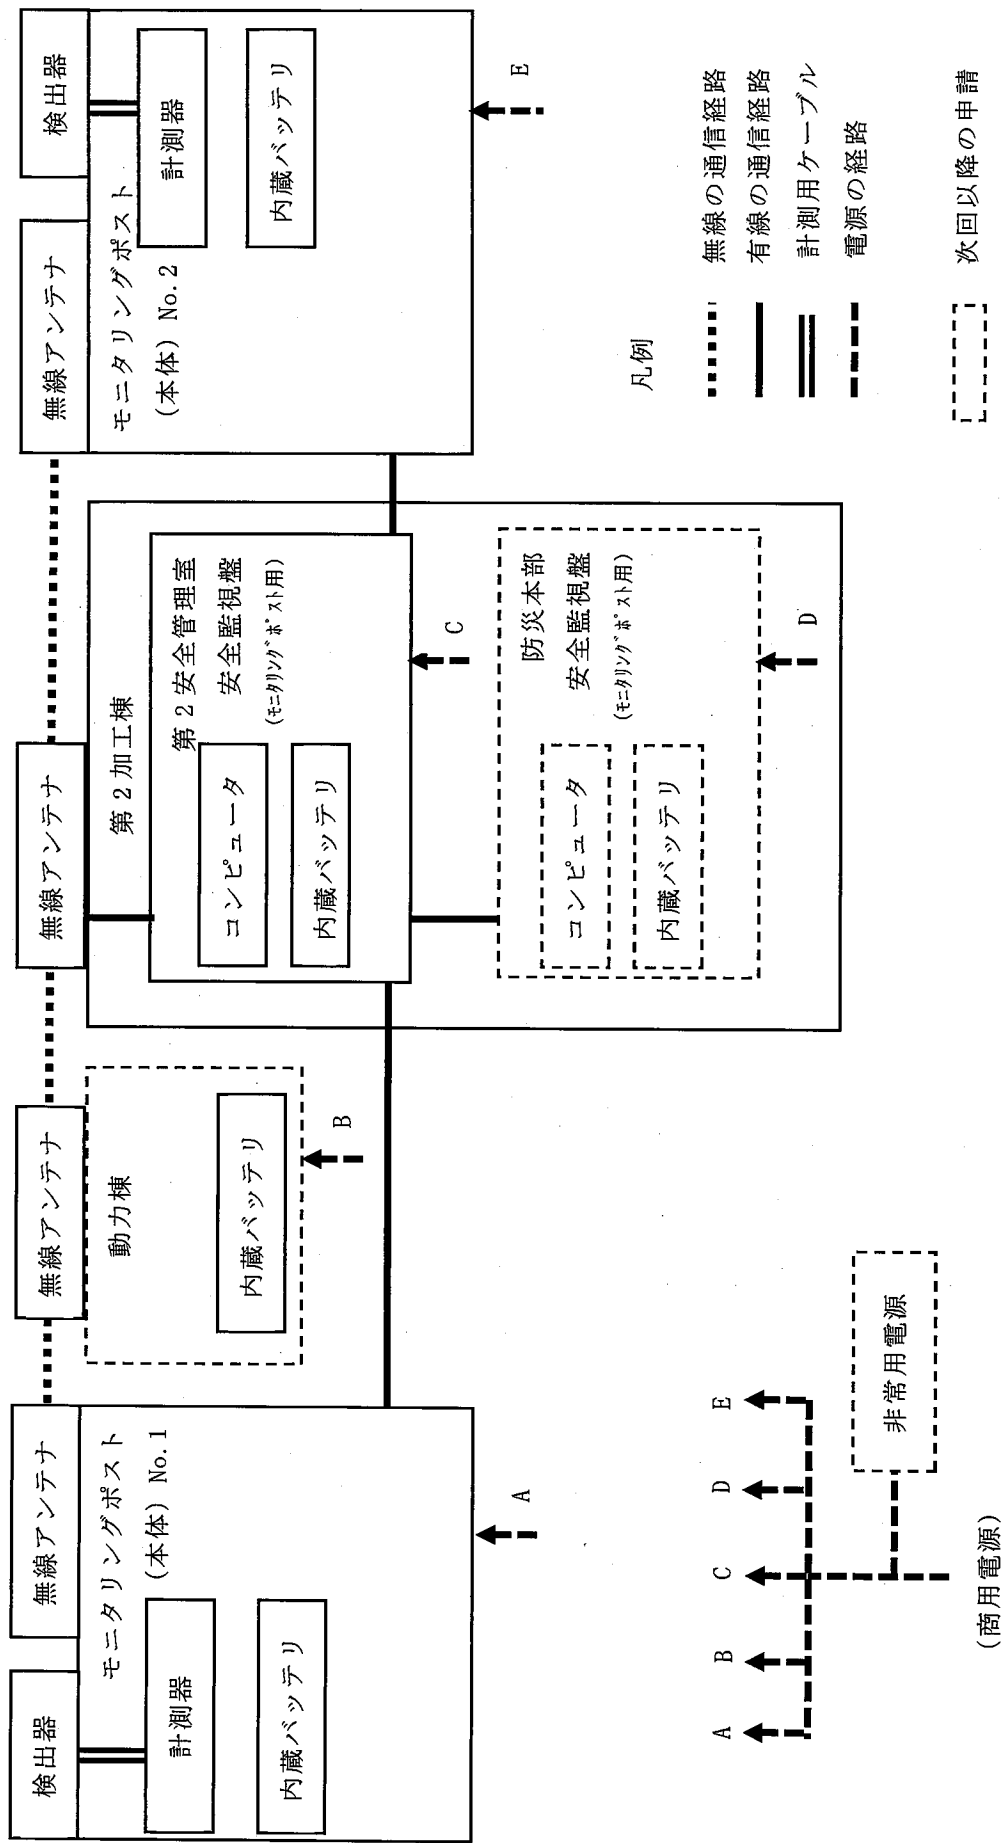 検出器
無線アンテナ
モニタリングポスト
(本体) No.1
計測器
内蔵バッテリ
A
無線アンテナ
動力棟
内蔵バッテリ
B
無線アンテナ
第2加工棟
第2安全管理室
安全監視盤
(モニタリングポスト用)
コンピュータ
内蔵バッテリ
C
防災本部
安全監視盤
(モニタリングポスト用)
コンピュータ
内蔵バッテリ
D
無線アンテナ
検出器
モニタリングポスト
(本体) No.2
計測器
内蔵バッテリ
E
A
B
C
D
E
非常用電源
(商用電源)
凡例
無線の通信経路
有線の通信経路
計測用ケーブル
電源の経路
次回以降の申請